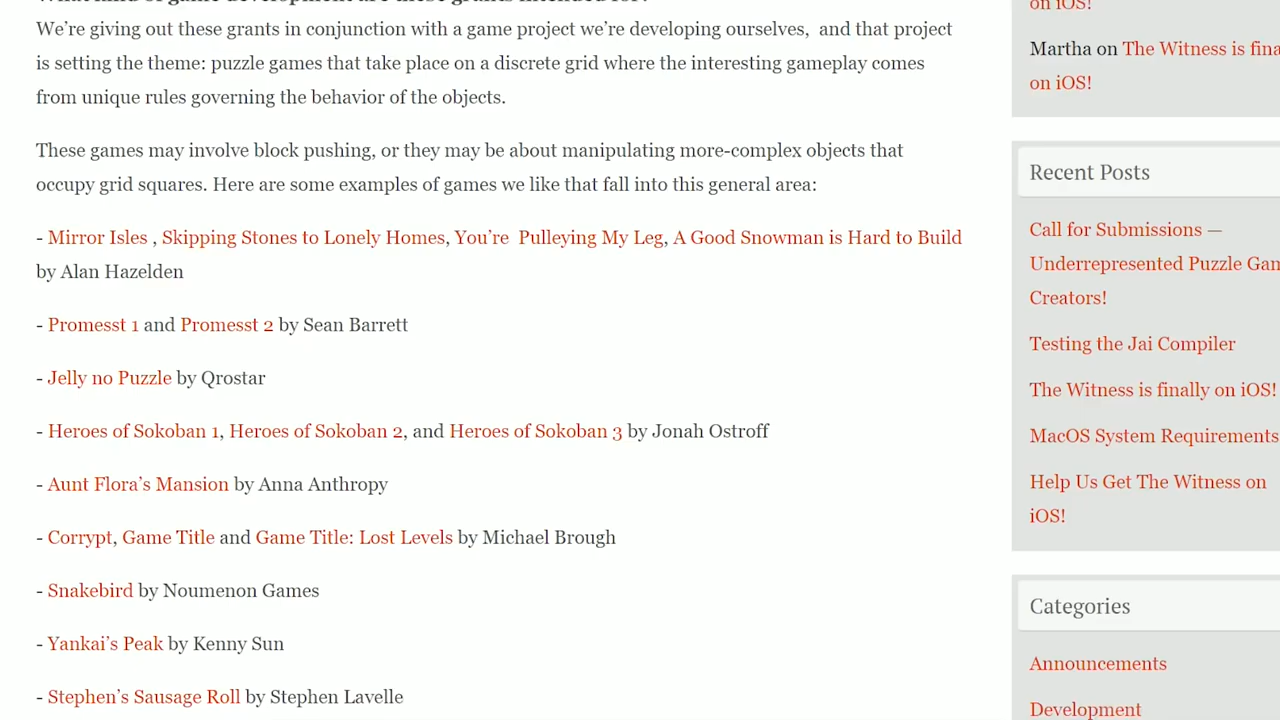 We're giving out these grants in conjunction with a game project we're developing ourselves,  and that project
is setting the theme: puzzle games that take place on a discrete grid where the interesting gameplay comes
from unique rules governing the behavior of the objects.
These games may involve block pushing, or they may be about manipulating more-complex objects that
occupy grid squares. Here are some examples of games we like that fall into this general area:
- Mirror Isles , Skipping Stones to Lonely Homes, You're  Pulleying My Leg, A Good Snowman is Hard to Build
by Alan Hazelden
- Promesst 1 and Promesst 2 by Sean Barrett
- Jelly no Puzzle by Qrostar
- Heroes of Sokoban 1, Heroes of Sokoban 2, and Heroes of Sokoban 3 by Jonah Ostroff
- Aunt Flora's Mansion by Anna Anthropy
- Corrypt, Game Title and Game Title: Lost Levels by Michael Brough
- Snakebird by Noumenon Games
- Yankai's Peak by Kenny Sun
- Stephen's Sausage Roll by Stephen Lavelle
on iOS!
Martha on The Witness is fina
on iOS!
Recent Posts
Call for Submissions —
Underrepresented Puzzle Gam
Creators!
Testing the Jai Compiler
The Witness is finally on iOS!
MacOS System Requirements
Help Us Get The Witness on
iOS!
Categories
Announcements
Development